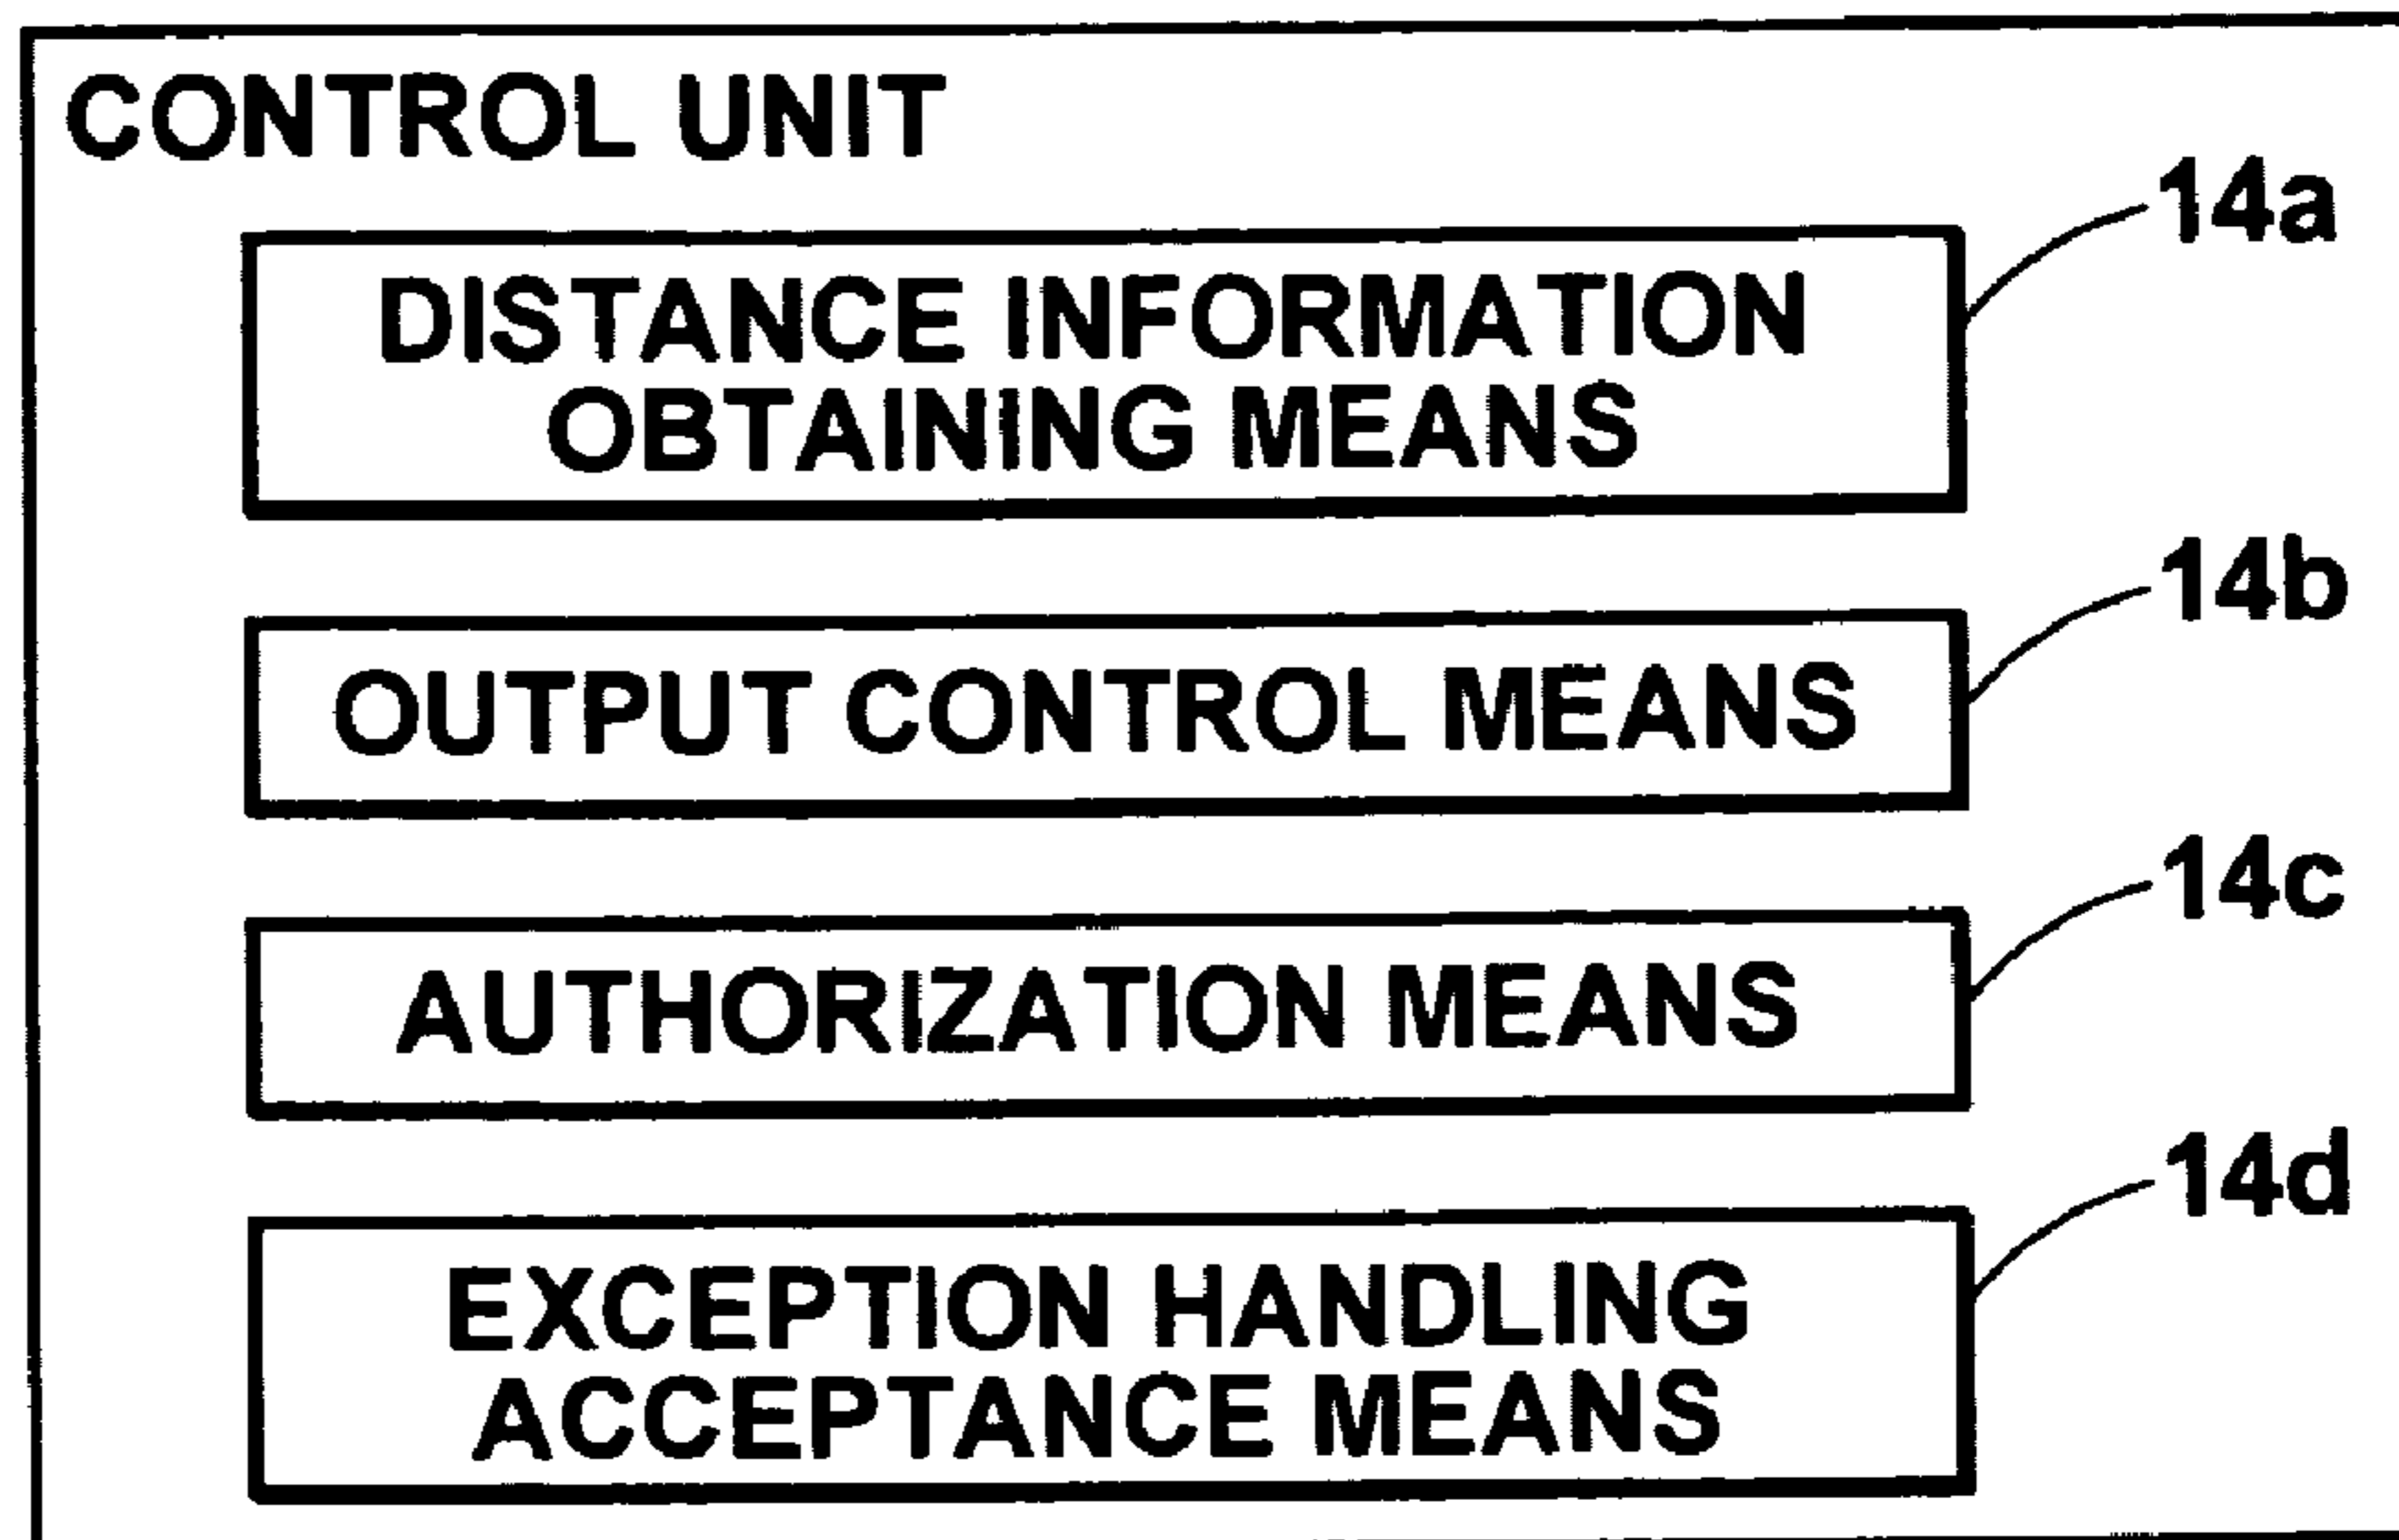 CONTROL UNIT
14a
DISTANCE INFORMATION
OBTAINING MEANS
14b
OUTPUT CONTROL MEANS
14c
AUTHORIZATION MEANS
14d
EXCEPTION HANDLING
ACCEPTANCE MEANS